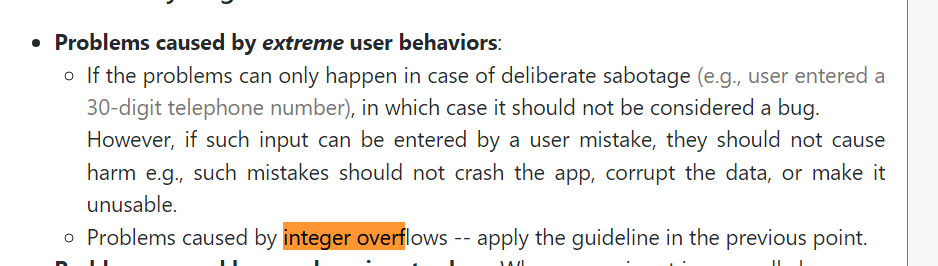 Problems caused by extreme user behaviors:
If the problems can only happen in case of deliberate sabotage (e.g., user entered a
30-digit telephone number), in which case it should not be considered a bug.
However, if such input can be entered by a user mistake, they should not cause
harm e.g., such mistakes should not crash the app, corrupt the data, or make it
unusable.
Problems caused by integer overflows -- apply the guideline in the previous point.